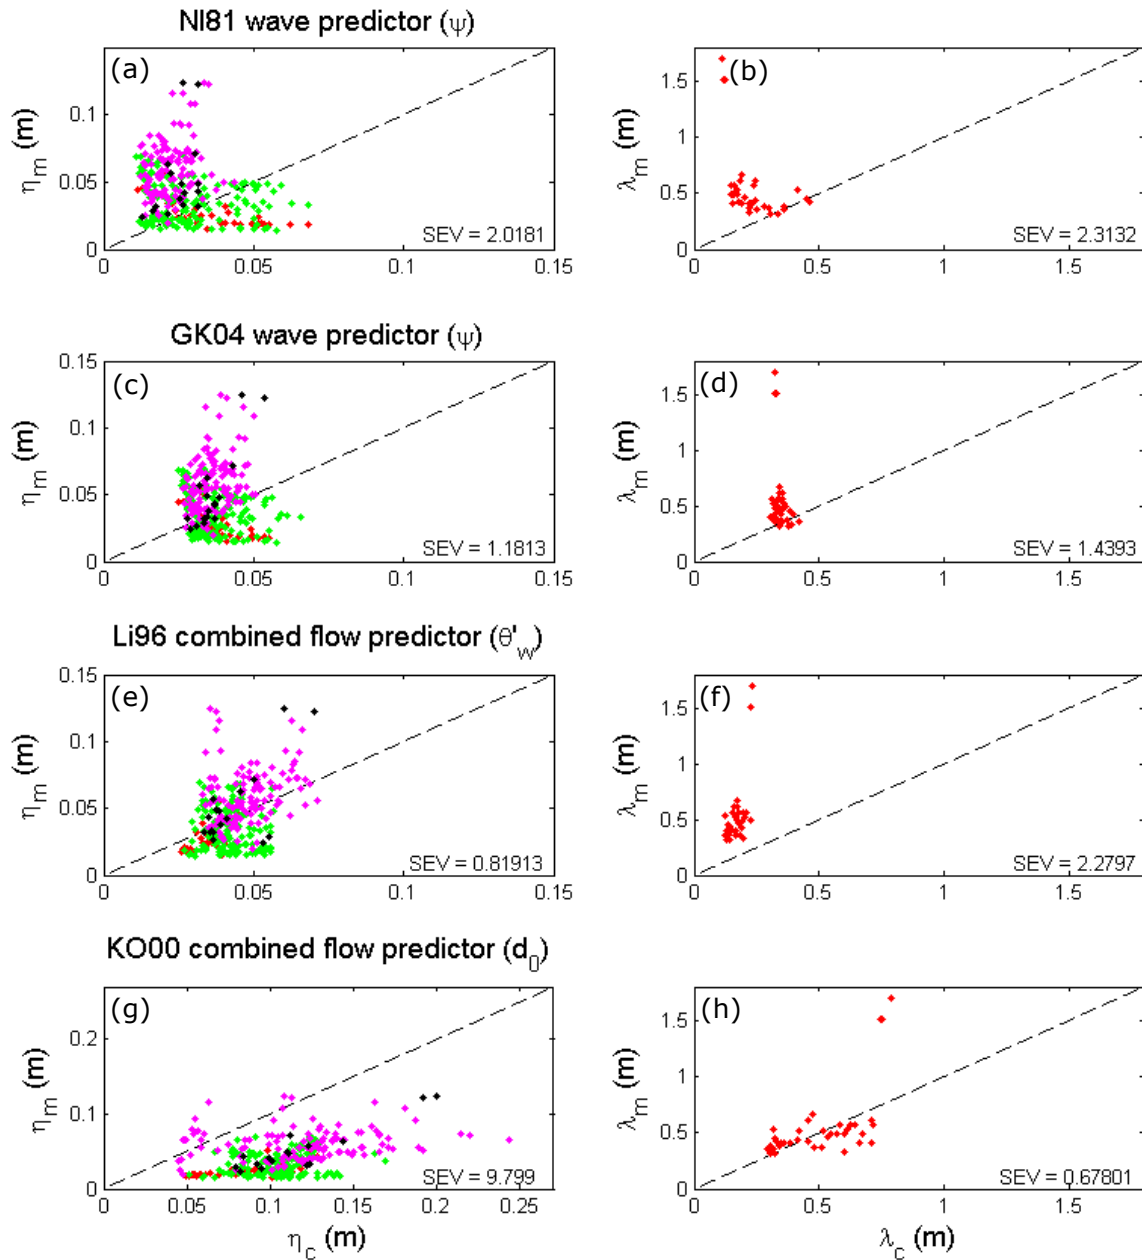 NI81 wave predictor (ψ)
(a)
0.1
0.05
0
η_m (m)
0
0.05
0.1
0.15
SEV = 2.0181
(b)
1.5
1
0.5
0
λ_m (m)
0
0.5
1
1.5
SEV = 2.3132
GK04 wave predictor (ψ)
(c)
0.15
0.1
0.05
0
η_m (m)
0
0.05
0.1
0.15
SEV = 1.1813
(d)
1.5
1
0.5
0
λ_m (m)
0
0.5
1
1.5
SEV = 1.4393
Li96 combined flow predictor (θ'_w)
(e)
0.15
0.1
0.05
0
η_m (m)
0
0.05
0.1
0.15
SEV = 0.81913
(f)
1.5
1
0.5
0
λ_m (m)
0
0.5
1
1.5
SEV = 2.2797
KO00 combined flow predictor (d_0)
(g)
0.2
0.1
0
η_m (m)
0
0.05
0.1
0.15
0.2
0.25
SEV = 9.799
η_c (m)
(h)
1.5
1
0.5
0
λ_m (m)
0
0.5
1
1.5
SEV = 0.67801
λ_c (m)